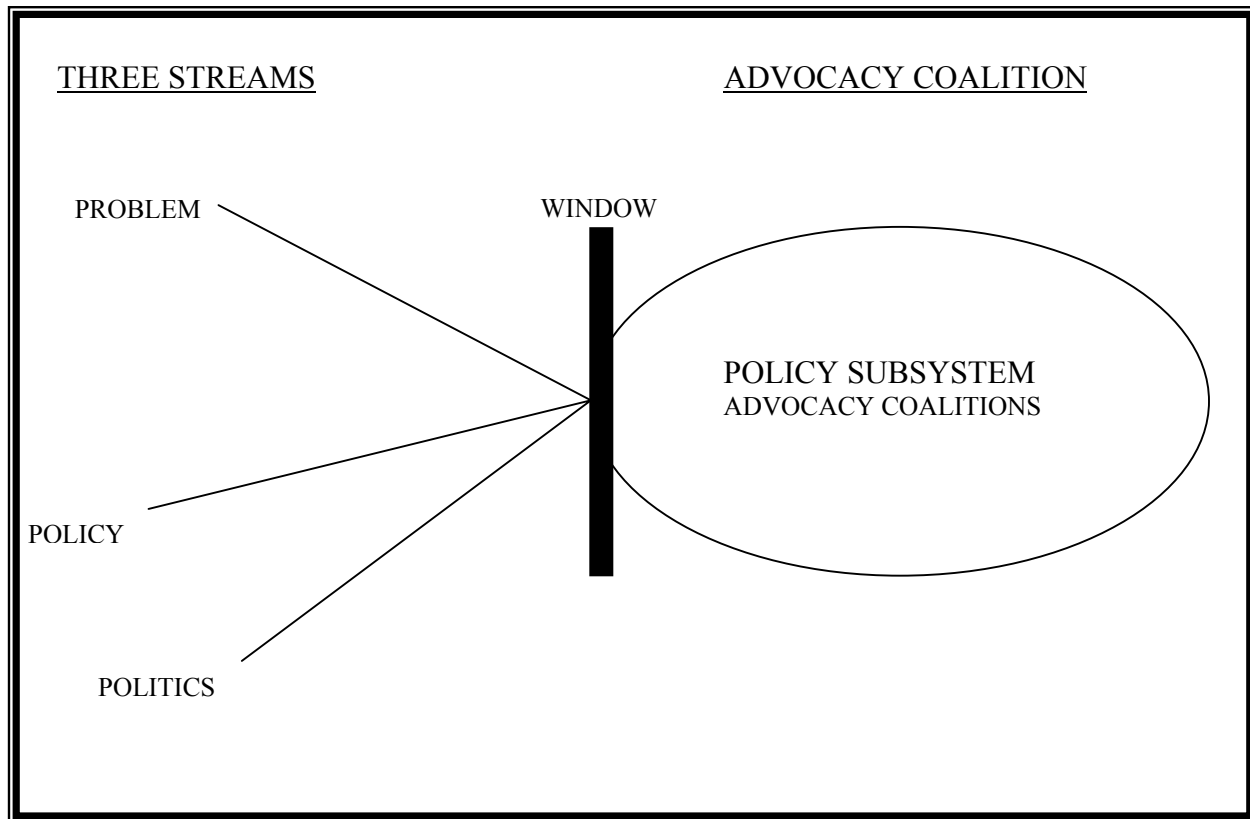 THREE STREAMS
ADVOCACY COALITION
PROBLEM
WINDOW
POLICY SUBSYSTEM
ADVOCACY COALITIONS
POLICY
POLITICS